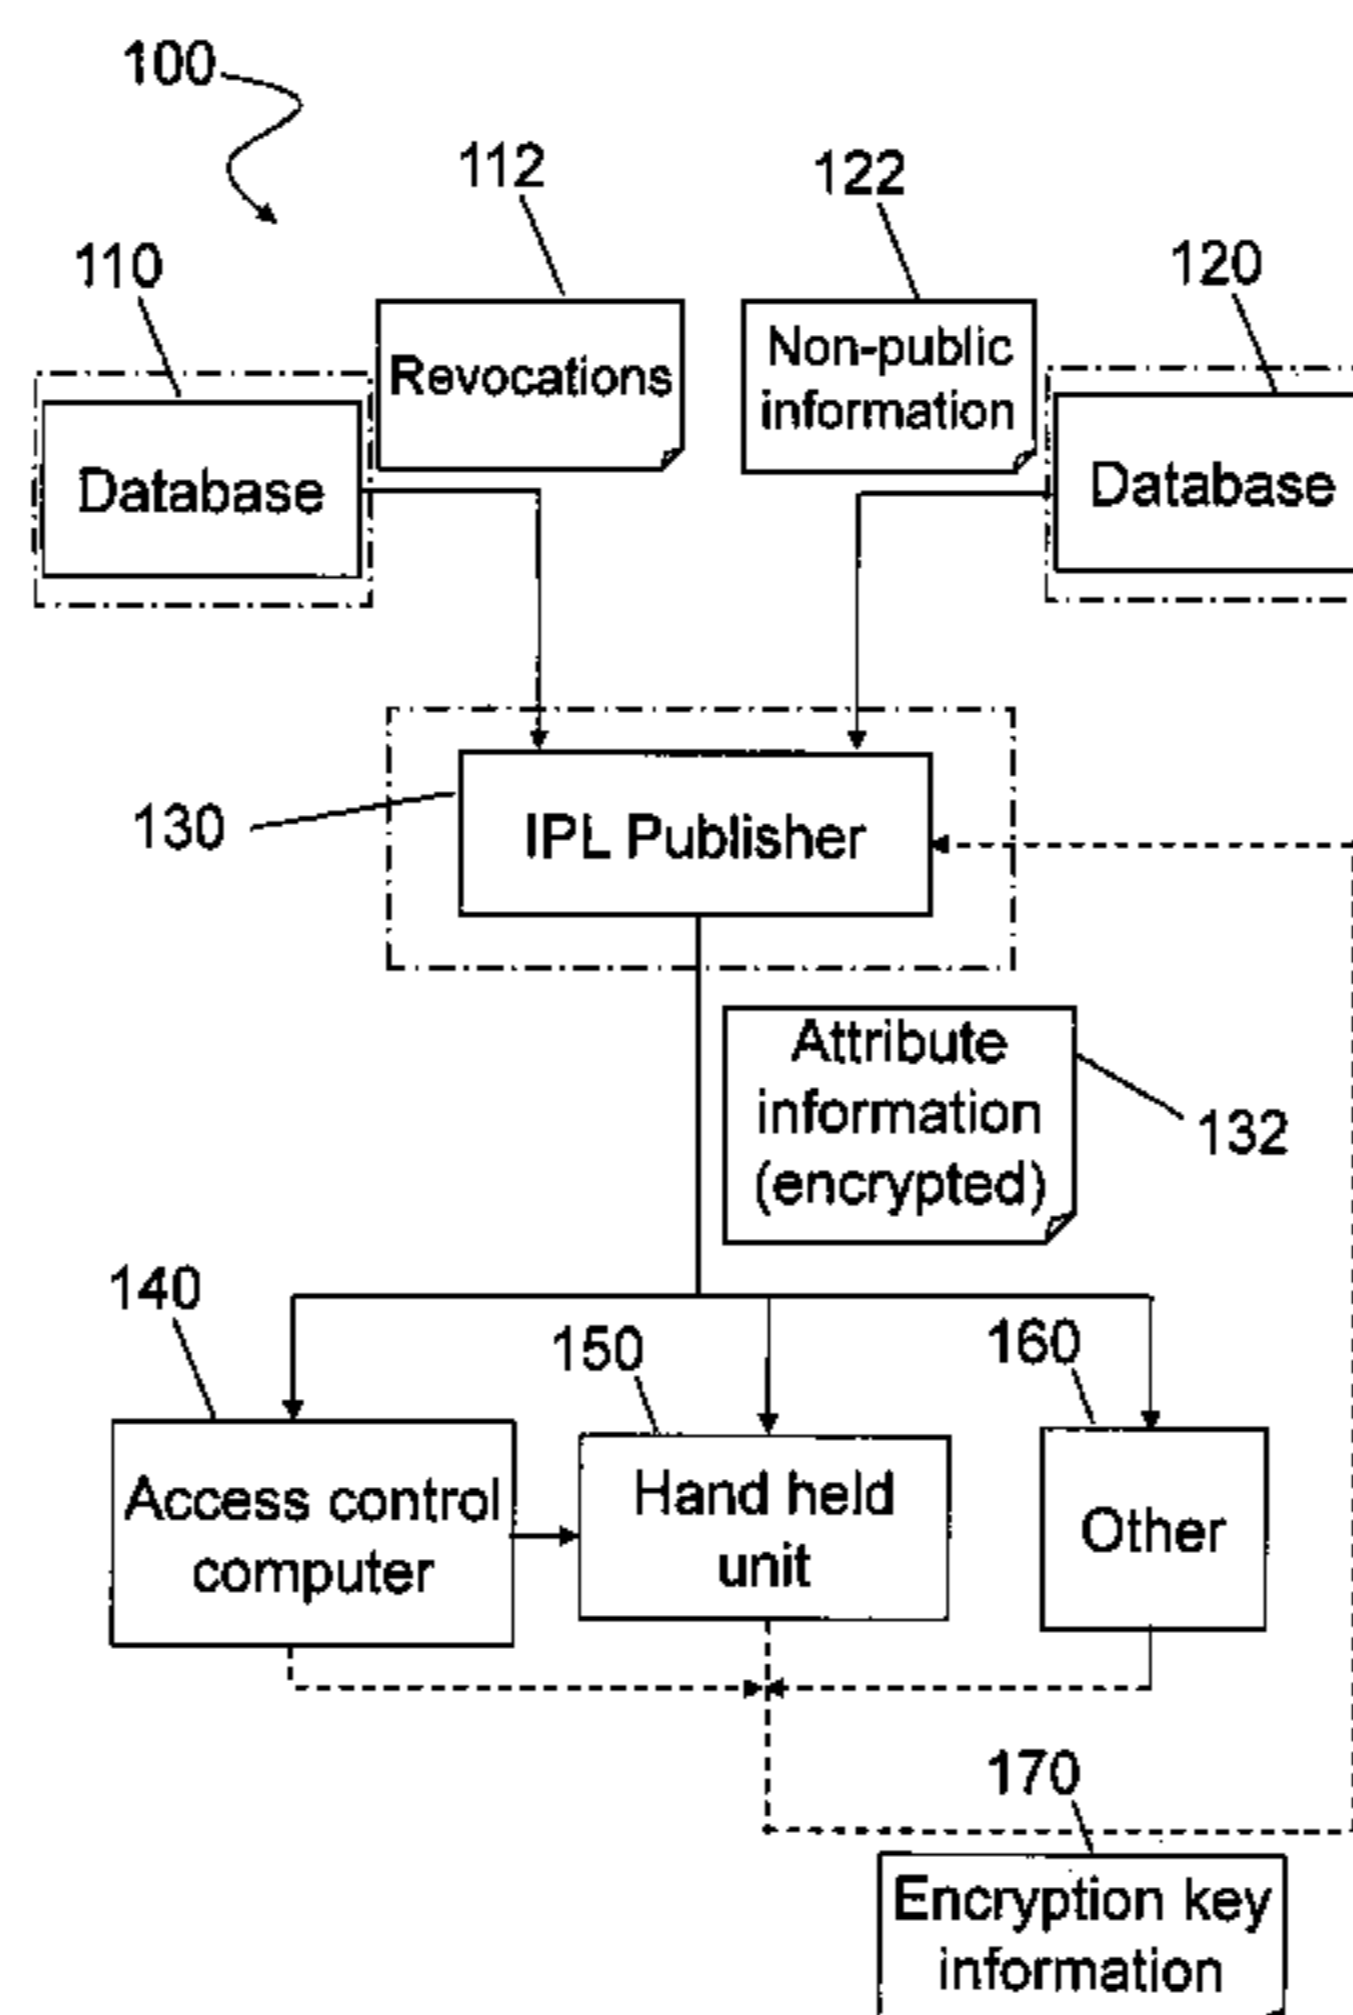 100
112
122
110
120
Revocations
Non-public
information
Database
Database
130
IPL Publisher
Attribute
information
(encrypted)
132
140
150
160
Access control
computer
Hand held
unit
Other
170
Encryption key
information